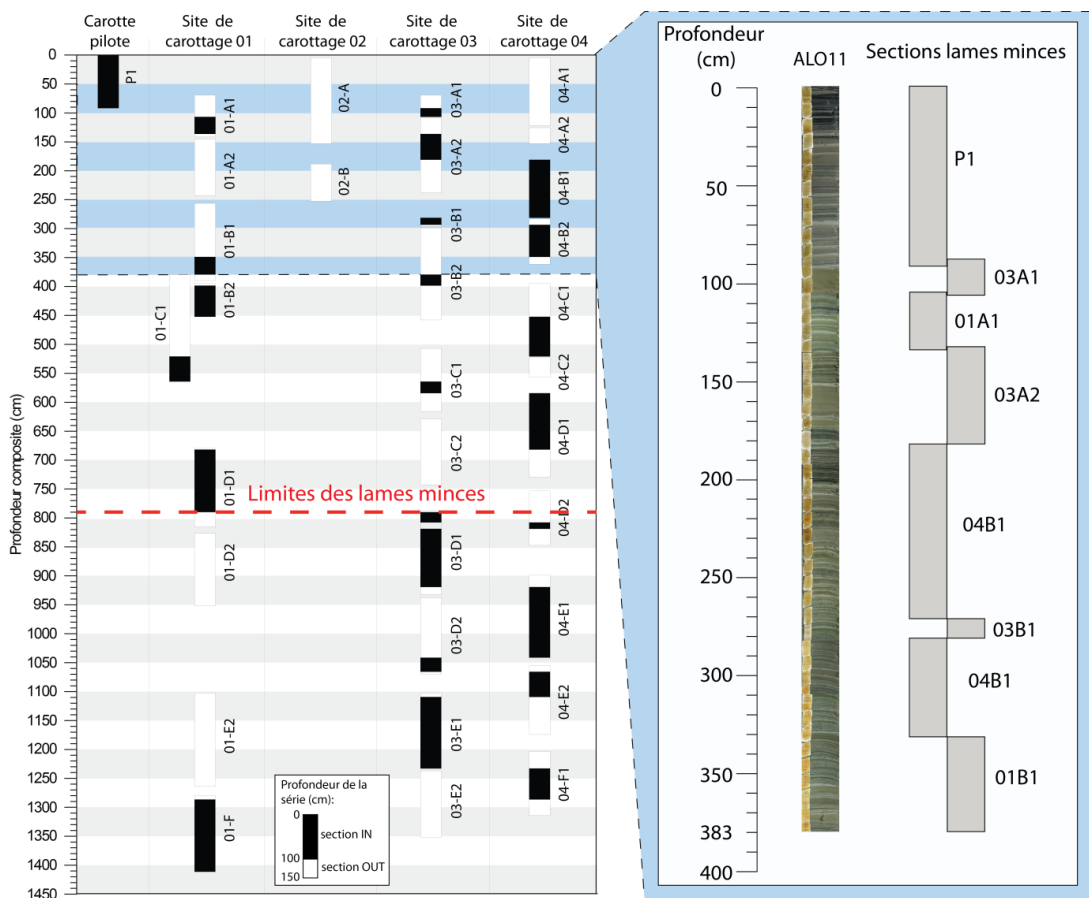 Carotte
pilote
Site de
carottage 01
Site de
carottage 02
Site de
carottage 03
Site de
carottage 04
Profondeur composite (cm)
0
50
100
150
200
250
300
350
400
450
500
550
600
650
700
750
800
850
900
950
1000
1050
1100
1150
1200
1250
1300
1350
1400
1450
P1
01-A1
01-A2
01-B1
01-B2
01-C1
01-D1
01-D2
01-E2
01-F
02-A
02-B
03-A1
03-A2
03-B1
03-B2
03-C1
03-C2
03-D1
03-D2
03-E1
03-E2
04-A1
04-A2
04-B1
04-B2
04-C1
04-C2
04-D1
04-D2
04-E1
04-E2
04-F1
Limites des lames minces
Profondeur de la
série (cm):
0
section IN
100
section OUT
150
Profondeur
(cm)
ALO11
Sections lames minces
0
50
100
150
200
250
300
350
383
400
P1
03A1
01A1
03A2
04B1
03B1
04B1
01B1